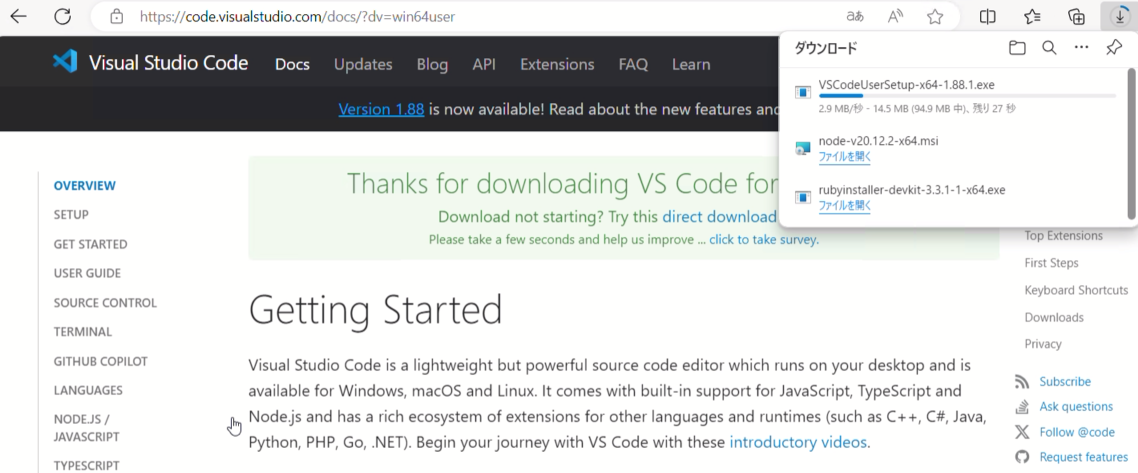 https://code.visualstudio.com/docs/?dv=win64user
Visual Studio Code
Docs
Updates
Blog
API
Extensions
FAQ
Learn
Version 1.88 is now available! Read about the new features and
ダウンロード
VSCodeUserSetup-x64-1.88.1.exe
2.9 MB/秒 - 14.5 MB (94.9 MB 中)、残り 27 秒
node-v20.12.2-x64.msi
ファイルを開く
rubyinstaller-devkit-3.3.1-1-x64.exe
ファイルを開く
OVERVIEW
SETUP
GET STARTED
USER GUIDE
SOURCE CONTROL
TERMINAL
GITHUB COPILOT
LANGUAGES
NODE.JS /
JAVASCRIPT
TYPESCRIPT
Thanks for downloading VS Code for
Download not starting? Try this direct download
Please take a few seconds and help us improve ... click to take survey.
Getting Started
Visual Studio Code is a lightweight but powerful source code editor which runs on your desktop and is
available for Windows, macOS and Linux. It comes with built-in support for JavaScript, TypeScript and
Node.js and has a rich ecosystem of extensions for other languages and runtimes (such as C++, C#, Java,
Python, PHP, Go, .NET). Begin your journey with VS Code with these introductory videos.
Top Extensions
First Steps
Keyboard Shortcuts
Downloads
Privacy
Subscribe
Ask questions
Follow @code
Request features